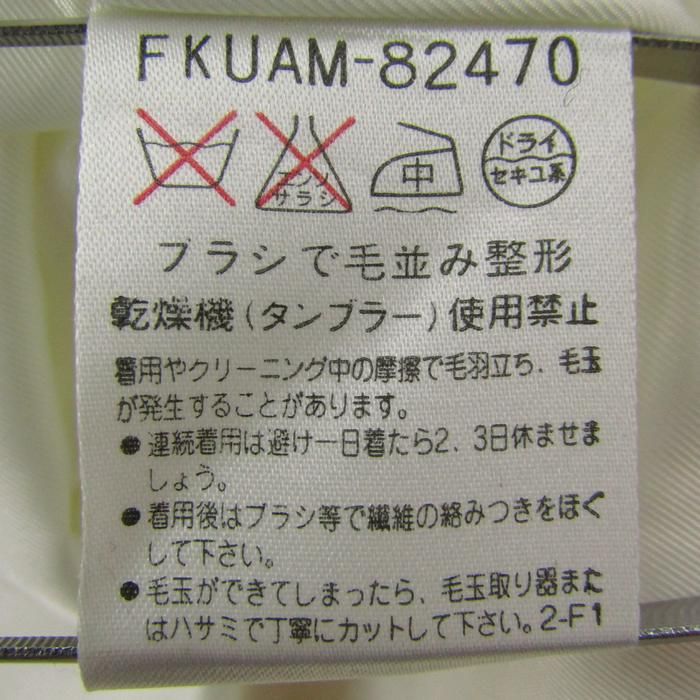 FKUAM-82470
エンソ
サラシ
中
ドライ
セキユ系
ブラシで毛並み整形
乾燥機(タンブラー)使用禁止
着用やクリーニング中の摩擦で毛羽立ち、毛玉
が発生することがあります。
●連続着用は避け一日着たら2、3日休ませま
しょう。
●着用後はブラシ等で繊維の絡みつきをほぐ
して下さい。
●毛玉ができてしまったら、毛玉取り器また
はハサミで丁寧にカットして下さい。2-F1